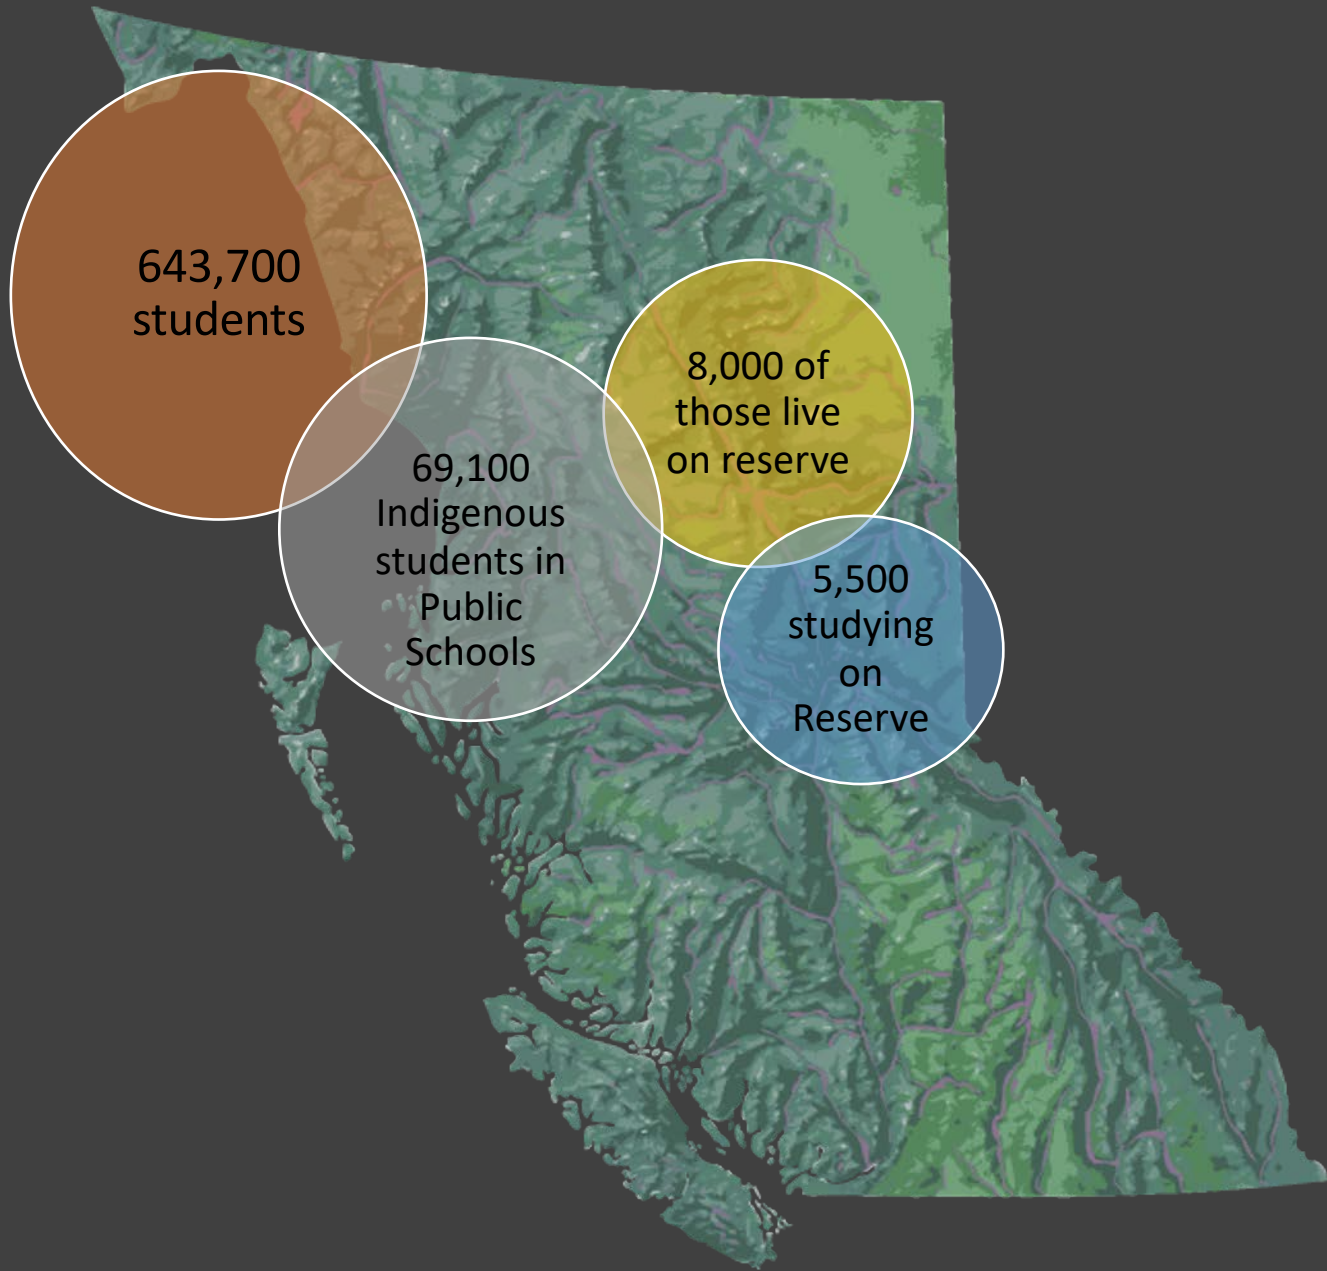 643,700
students
8,000 of
those live
on reserve
69,100
Indigenous
students in
Public
Schools
5,500
studying
on
Reserve